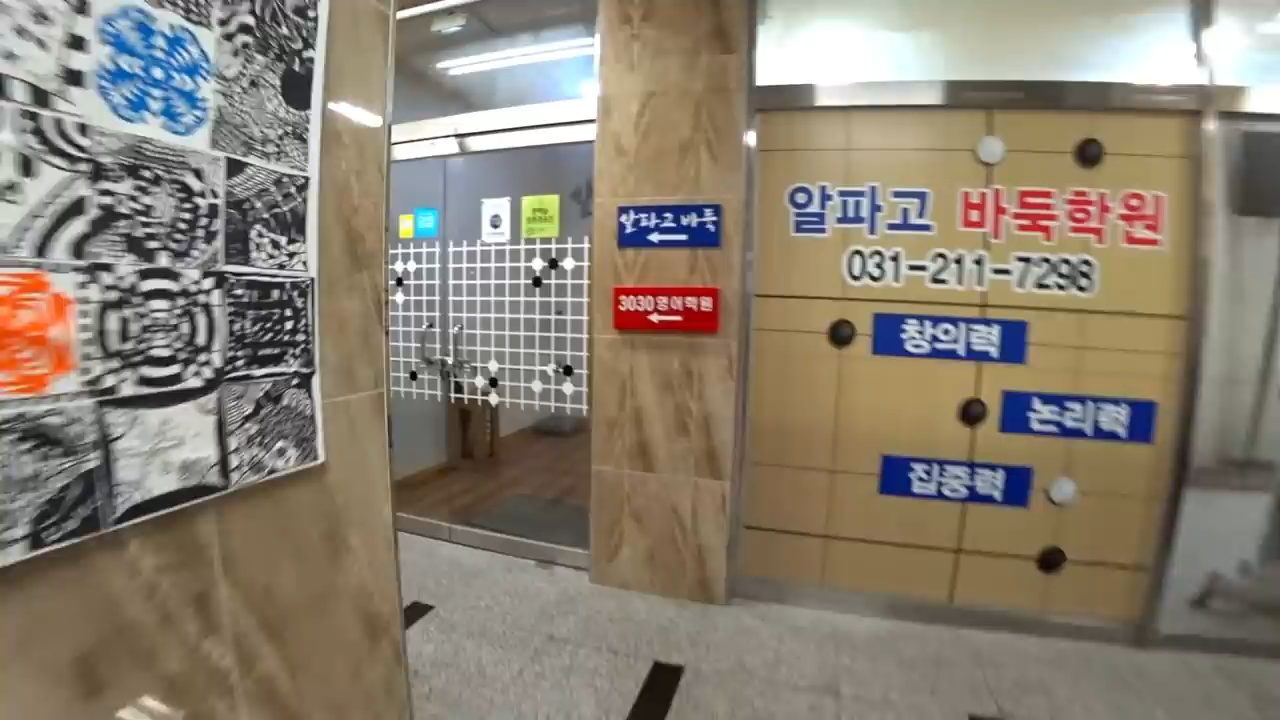 알파고 바둑
3030영어학원
알파고 바둑학원
031-211-7298
창의력
논리력
집중력